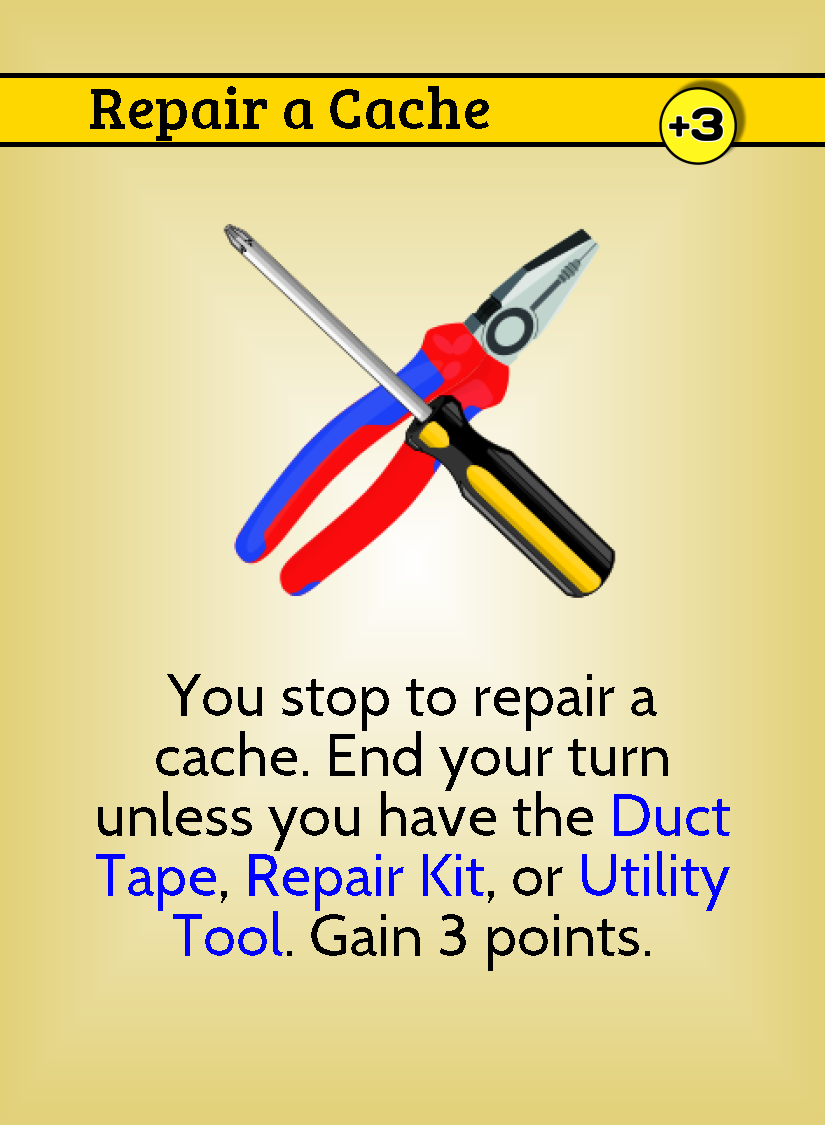 Repair a Cache
+3
You stop to repair a
cache. End your turn
unless you have the Duct
Tape, Repair Kit, or Utility
Tool. Gain 3 points.